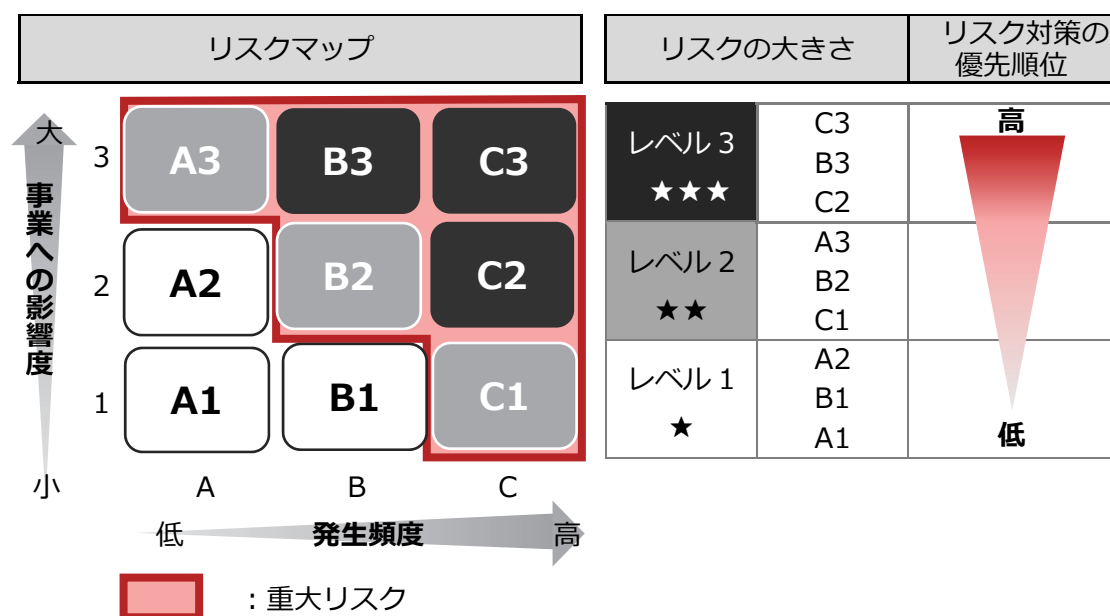 リスクマップ
リスクの大きさ
リスク対策の
優先順位
大
事業への影響度
小
3
A3
B3
C3
2
A2
B2
C2
1
A1
B1
C1
A
B
C
低
発生頻度
高
：重大リスク
レベル 3
★★★
C3
B3
C2
レベル 2
★★
A3
B2
C1
レベル 1
★
A2
B1
A1
高
低